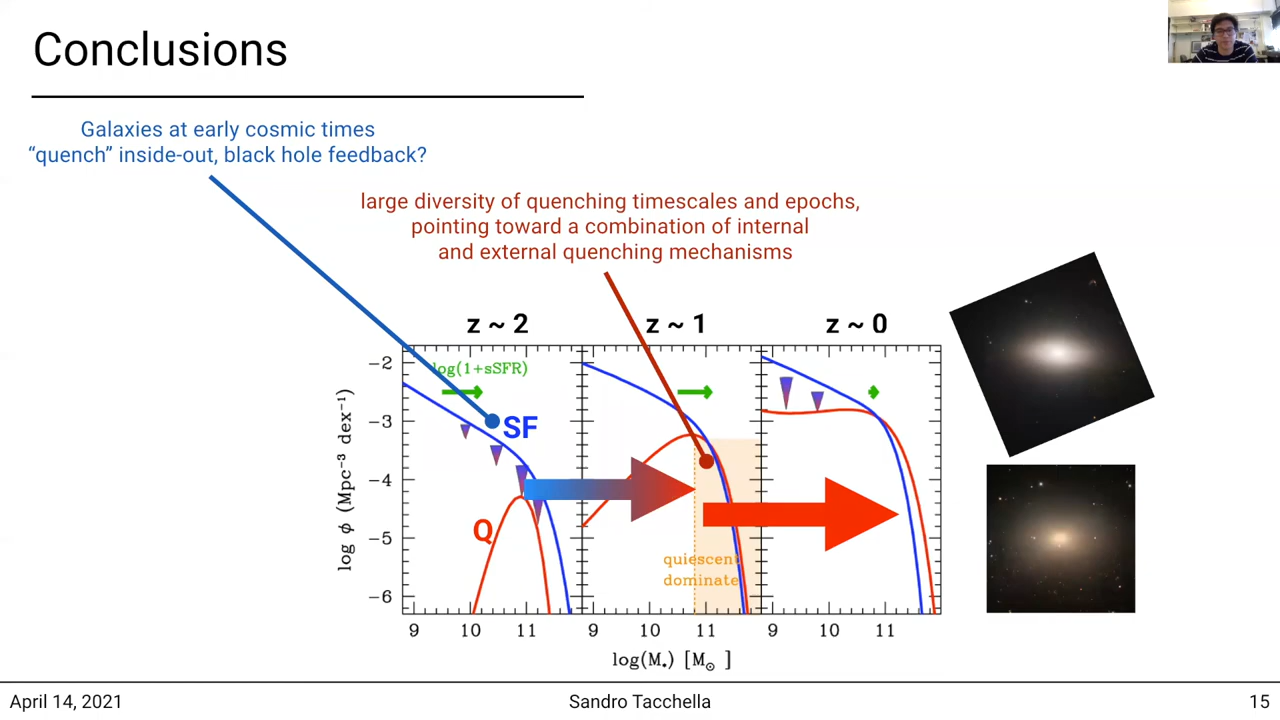 Conclusions
Galaxies at early cosmic times
“quench” inside-out, black hole feedback?
large diversity of quenching timescales and epochs,
pointing toward a combination of internal
and external quenching mechanisms
z ~ 2
z ~ 1
z ~ 0
log(1+sSFR)
SF
Q
quiescent
dominate
log ϕ (Mpc⁻³ dex⁻¹)
−2
−3
−4
−5
−6
9 10 11 9 10 11 9 10 11
log(M⋆) [M⊙]
April 14, 2021
Sandro Tacchella
15